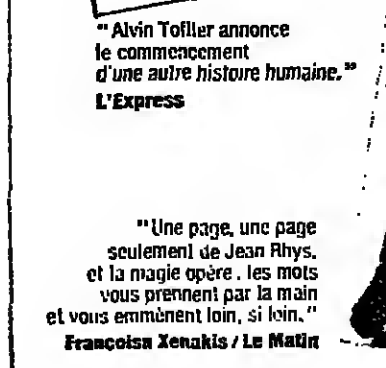 "Alvin Toffler annonce
le commencement
d'une autre histoire humaine."
L'Express
"Une page, une page
seulement de Jean Rhys,
et la magie opère. les mots
vous prennent par la main
et vous emmènent loin, si loin."
Françoise Xenakis / Le Matin